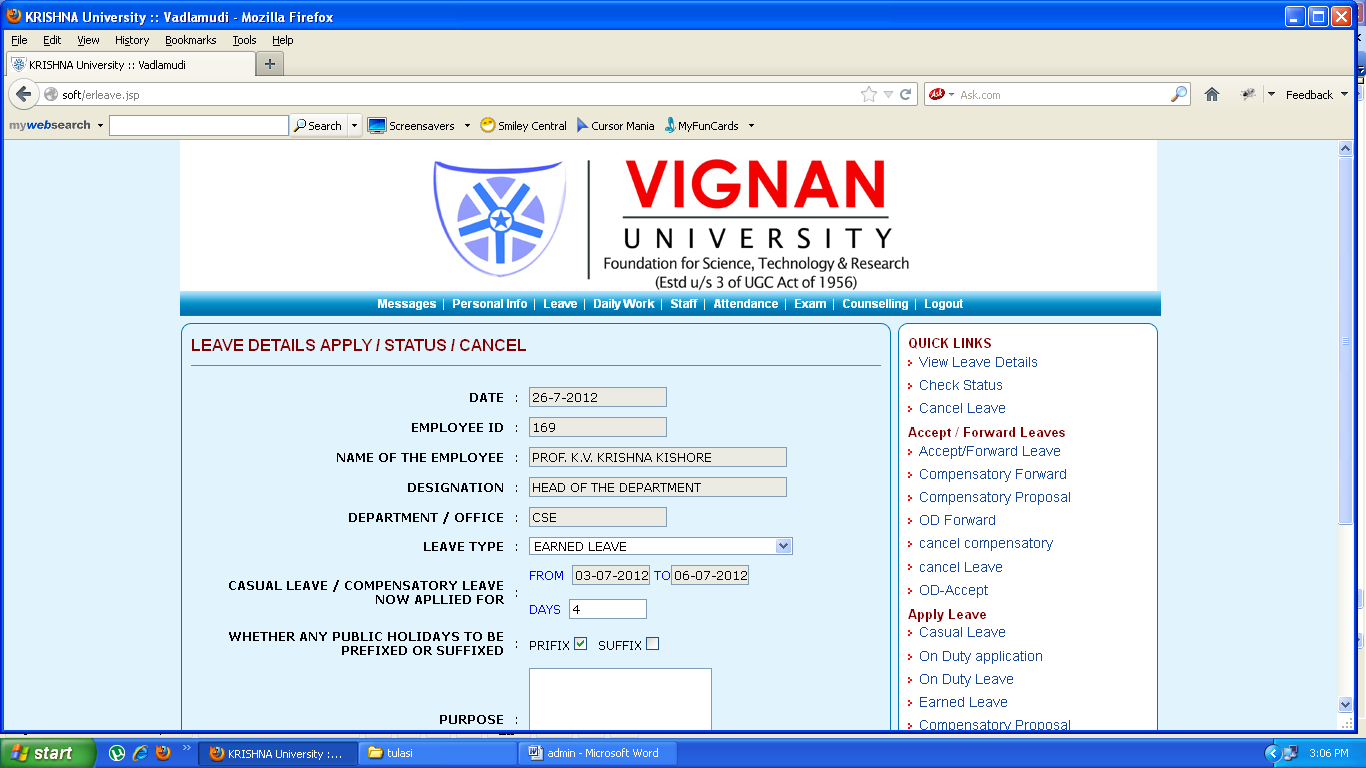 KRISHNA University :: Vadlamudi - Mozilla Firefox
File Edit View History Bookmarks Tools Help
KRISHNA University :: Vadlamudi
soft/erleave.jsp
Ask Ask.com
Feedback
mywebsearch Search Screensavers Smiley Central Cursor Mania MyFunCards
VIGNAN
UNIVERSITY
Foundation for Science, Technology & Research
(Estd u/s 3 of UGC Act of 1956)
Messages | Personal Info | Leave | Daily Work | Staff | Attendance | Exam | Counselling | Logout
LEAVE DETAILS APPLY / STATUS / CANCEL
DATE : 26-7-2012
EMPLOYEE ID : 169
NAME OF THE EMPLOYEE : PROF. K.V. KRISHNA KISHORE
DESIGNATION : HEAD OF THE DEPARTMENT
DEPARTMENT / OFFICE : CSE
LEAVE TYPE : EARNED LEAVE
CASUAL LEAVE / COMPENSATORY LEAVE
NOW APLLIED FOR :
FROM 03-07-2012 TO 06-07-2012
DAYS 4
WHETHER ANY PUBLIC HOLIDAYS TO BE
PREFIXED OR SUFFIXED :
PRIFIX SUFFIX
PURPOSE :
QUICK LINKS
View Leave Details
Check Status
Cancel Leave
Accept / Forward Leaves
Accept/Forward Leave
Compensatory Forward
Compensatory Proposal
OD Forward
cancel compensatory
cancel Leave
OD-Accept
Apply Leave
Casual Leave
On Duty application
On Duty Leave
Earned Leave
Compensatory Proposal
start KRISHNA University :... tulasi admin - Microsoft Word 3:06 PM